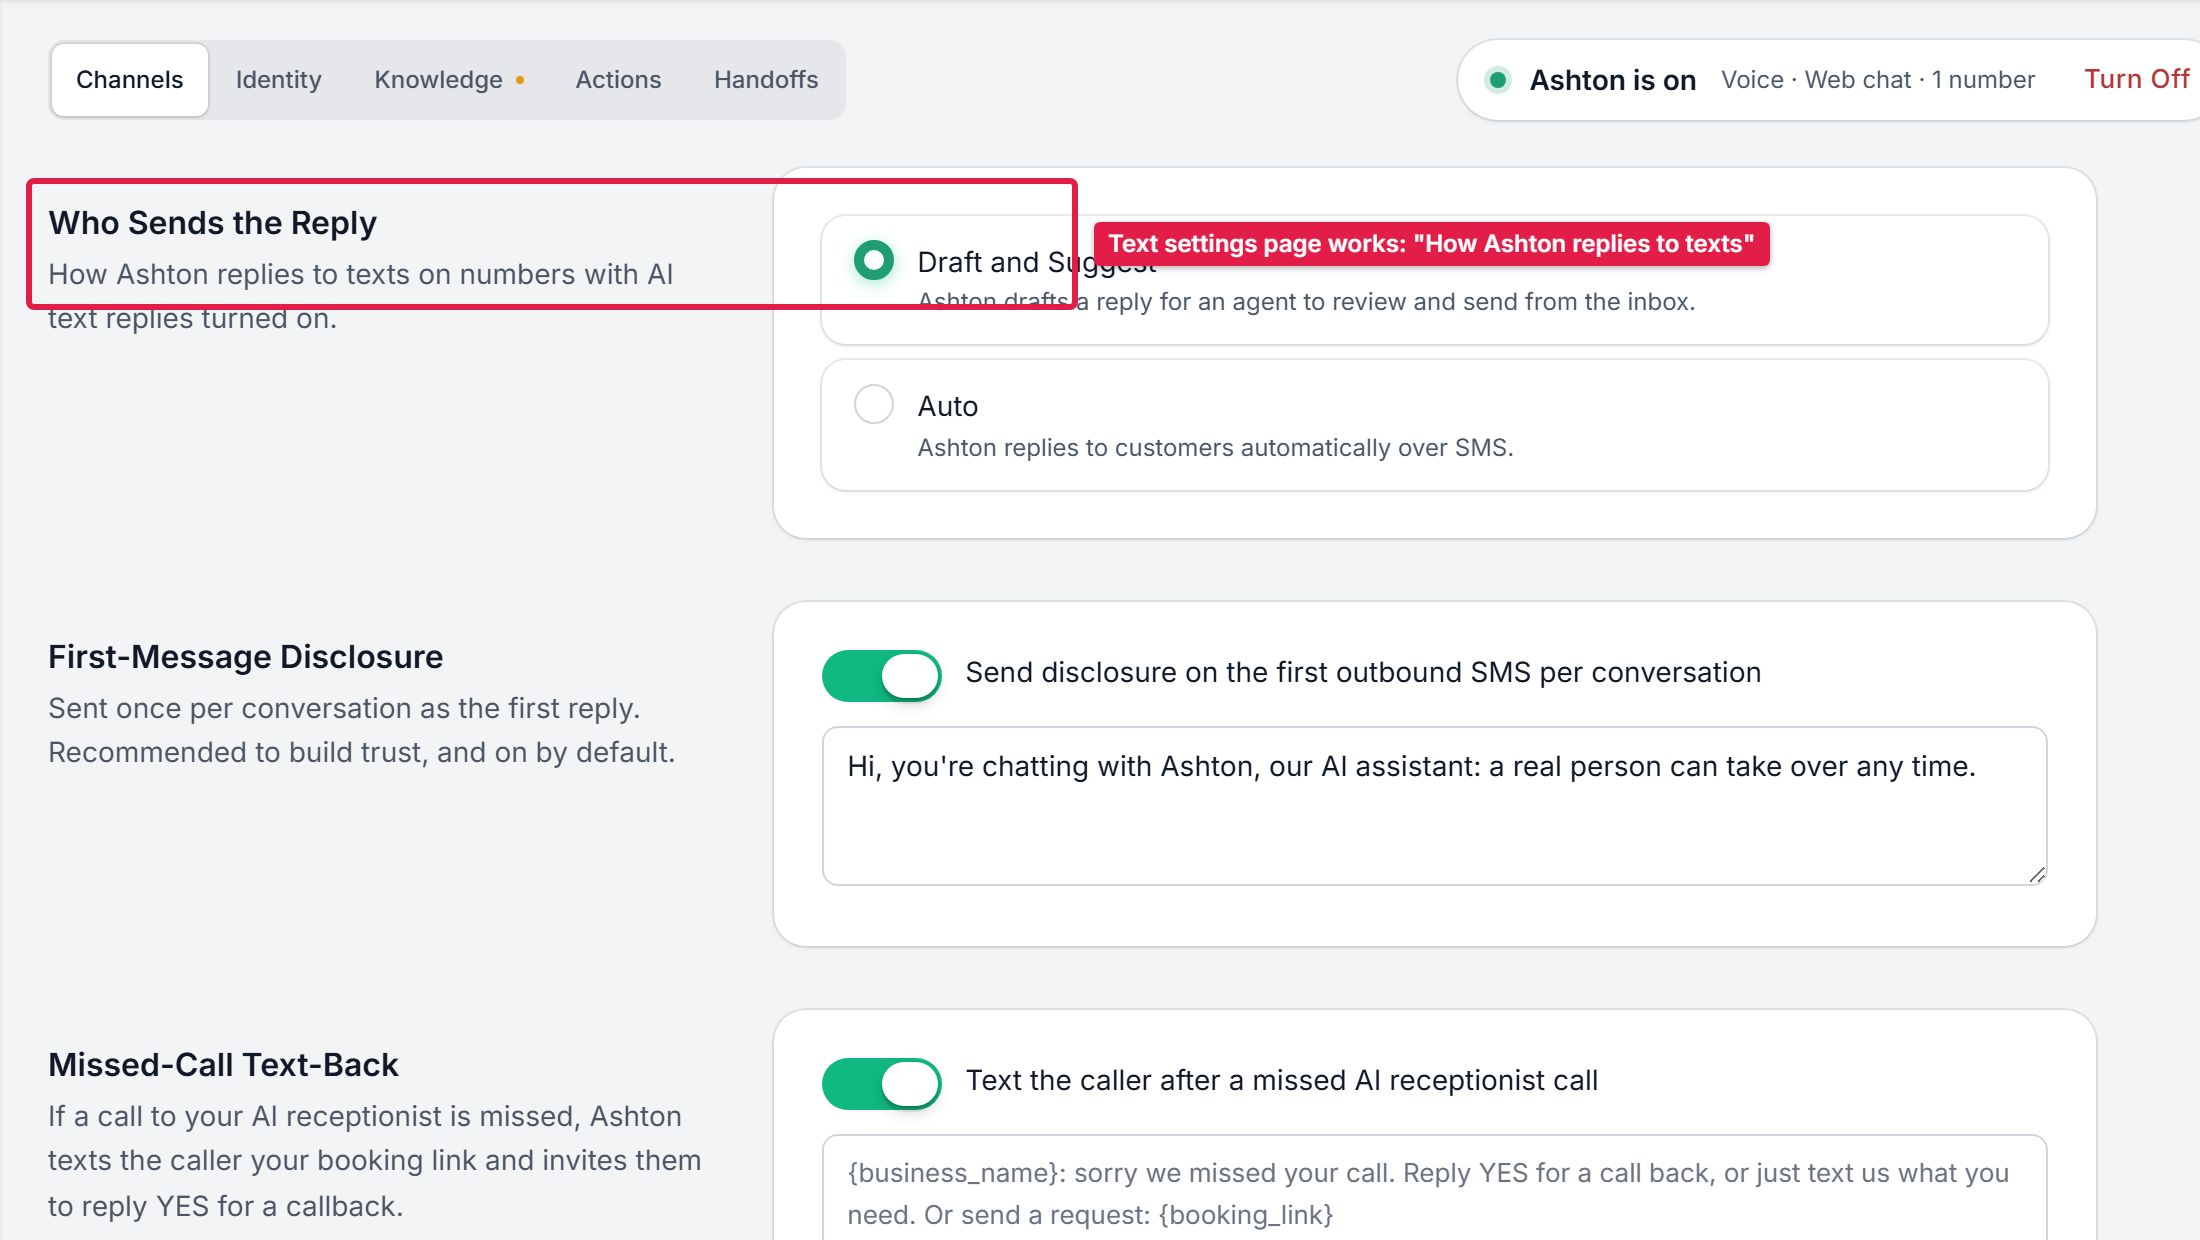 Channels
Identity
Knowledge
Actions
Handoffs
Ashton is on
Voice · Web chat · 1 number
Turn Off
Who Sends the Reply
How Ashton replies to texts on numbers with AI
text replies turned on.
Draft and Suggest
Text settings page works: "How Ashton replies to texts"
Ashton drafts a reply for an agent to review and send from the inbox.
Auto
Ashton replies to customers automatically over SMS.
First-Message Disclosure
Sent once per conversation as the first reply.
Recommended to build trust, and on by default.
Send disclosure on the first outbound SMS per conversation
Hi, you're chatting with Ashton, our AI assistant: a real person can take over any time.
Missed-Call Text-Back
If a call to your AI receptionist is missed, Ashton
texts the caller your booking link and invites them
to reply YES for a callback.
Text the caller after a missed AI receptionist call
{business_name}: sorry we missed your call. Reply YES for a call back, or just text us what you
need. Or send a request: {booking_link}